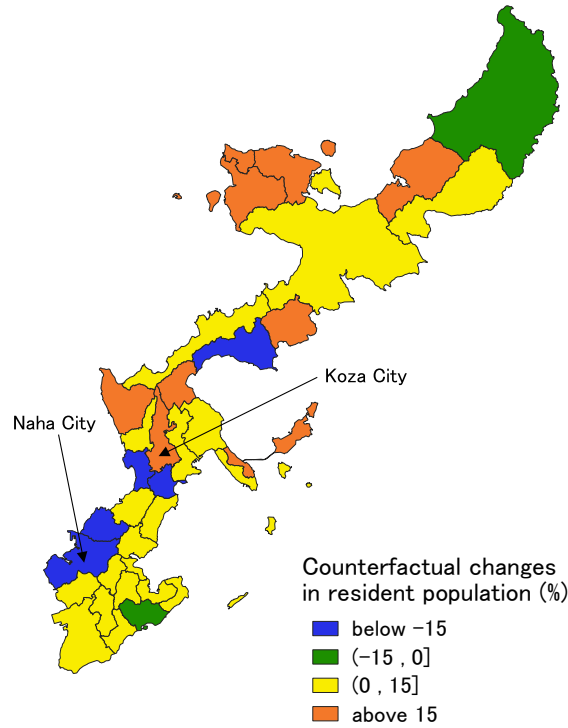 Koza City
Naha City
Counterfactual changes
in resident population (%)
below −15
(−15 , 0]
(0 , 15]
above 15